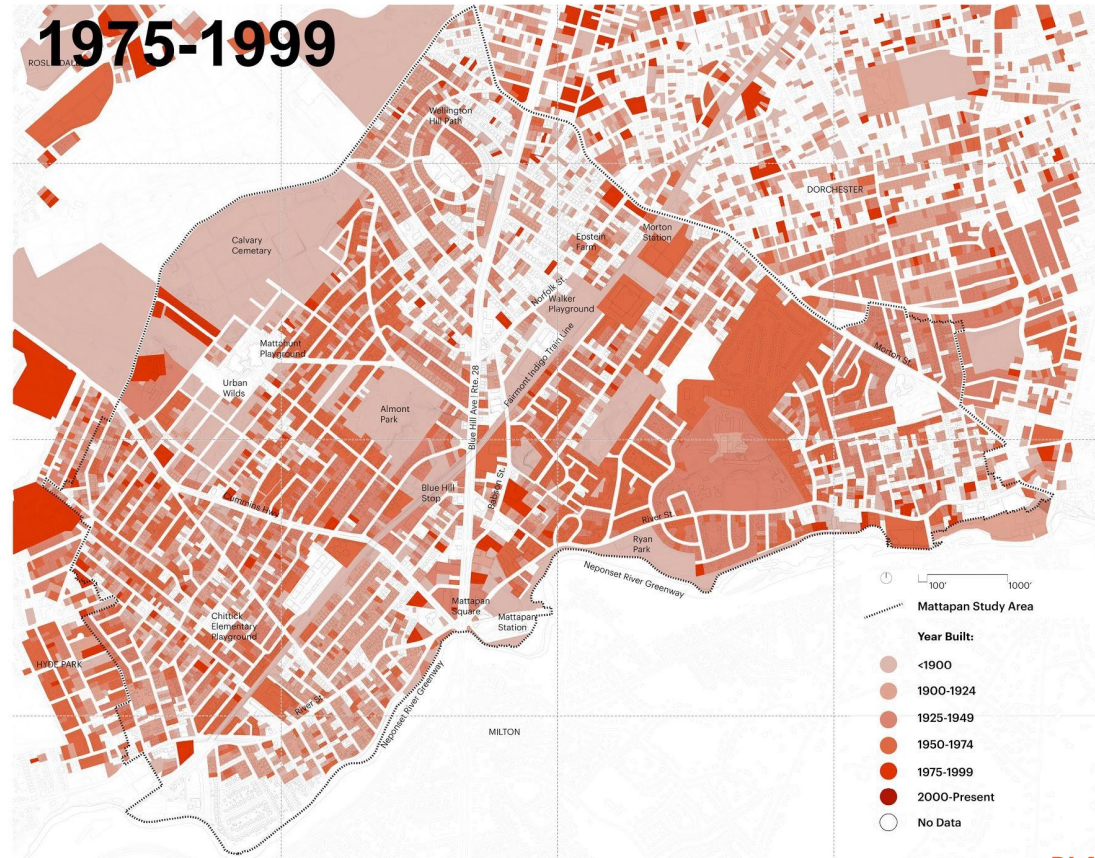 1975-1999
Wellington
Hill Path
DORCHESTER
Calvary
Cemetary
Epstein
Farm
Morton
Station
Norfolk St.
Walker
Playground
Mattahunt
Playground
Urban
Wilds
Almont
Park
Blue Hill Ave | Rte. 28
Fairmont Indigo Train Line
Morton St.
Blue Hill
Stop
Babson St.
Cummins Hwy
River St.
Ryan
Park
Neponset River Greenway
Mattapan
Square
Mattapan
Station
Chittick
Elementary
Playground
HYDE PARK
River St.
Neponset River Greenway
MILTON
100'
1000'
Mattapan Study Area
Year Built:
<1900
1900-1924
1925-1949
1950-1974
1975-1999
2000-Present
No Data